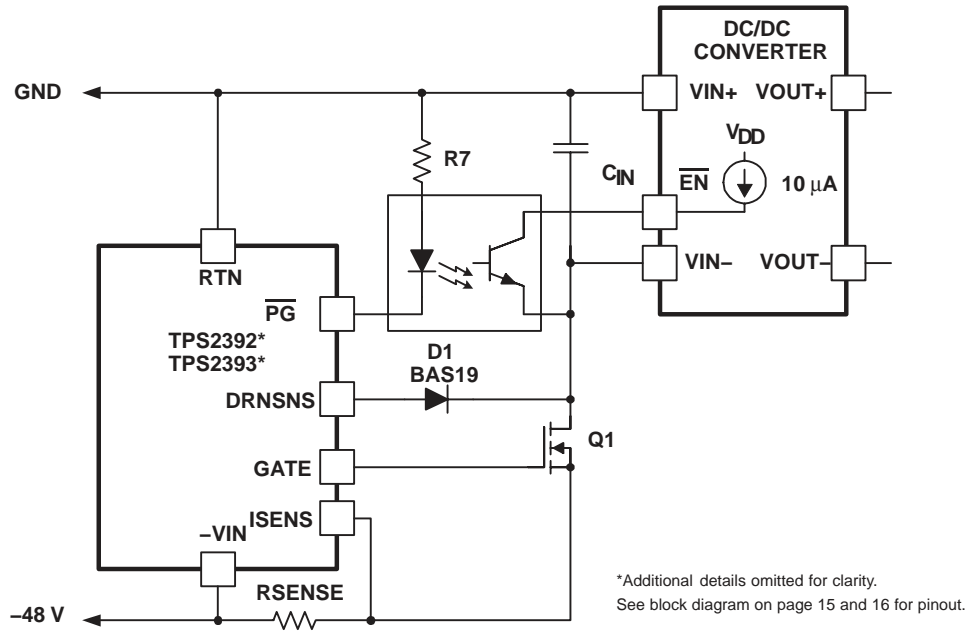 DC/DC
CONVERTER
GND
VIN+ VOUT+
R7
VDD
CIN
EN
10 μA
VIN– VOUT–
RTN
PG
TPS2392*
TPS2393*
D1
BAS19
DRNSNS
Q1
GATE
ISENS
–VIN
RSENSE
–48 V
*Additional details omitted for clarity.
See block diagram on page 15 and 16 for pinout.